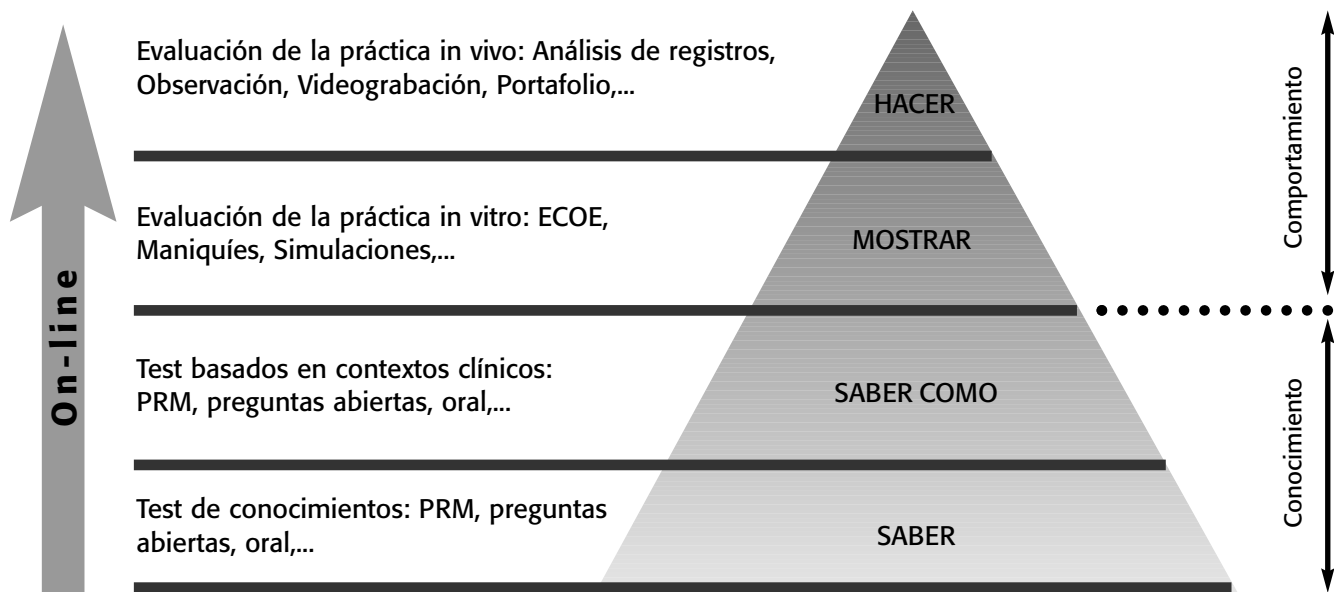 On-line
Evaluación de la práctica in vivo: Análisis de registros,
Observación, Videograbación, Portafolio,...
HACER
Evaluación de la práctica in vitro: ECOE,
Maniquíes, Simulaciones,...
MOSTRAR
Comportamiento
Test basados en contextos clínicos:
PRM, preguntas abiertas, oral,...
SABER COMO
Test de conocimientos: PRM, preguntas
abiertas, oral,...
SABER
Conocimiento